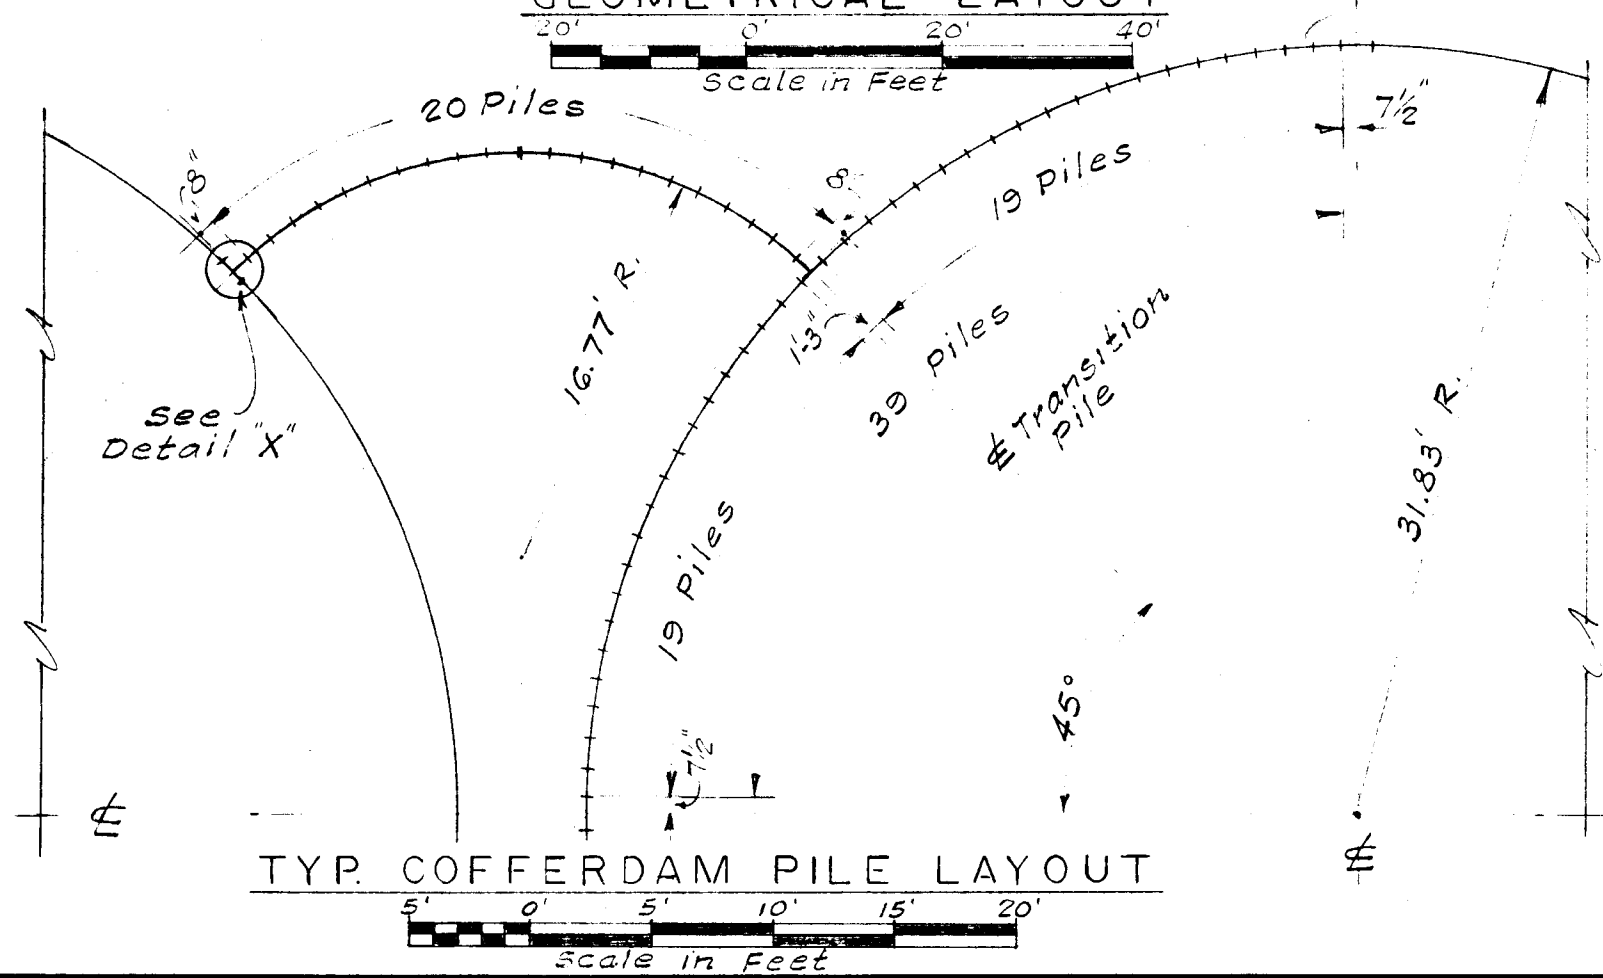 GEOMETRICAL LAYOUT
20' 0' 20' 40'
Scale in Feet
20 Piles
7½"
8"
8"
19 Piles
16.77' R.
1'-3"
39 Piles
℄ Transition
Pile
See
Detail "X"
31.83' R.
19 Piles
45°
7½"
℄
℄
TYP. COFFERDAM PILE LAYOUT
5' 0' 5' 10' 15' 20'
Scale in Feet